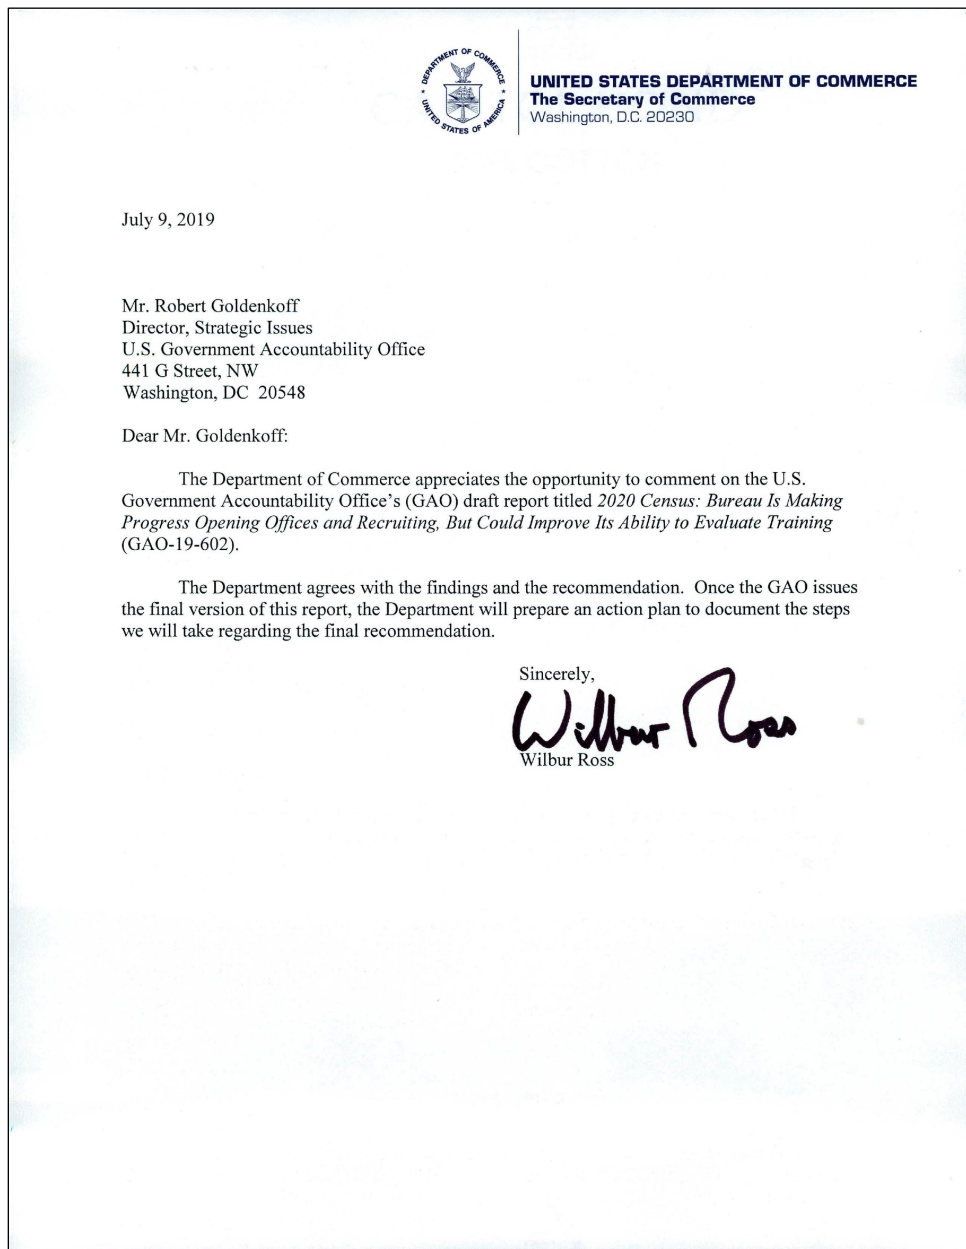 DEPARTMENT OF COMMERCE
UNITED STATES OF AMERICA
UNITED STATES DEPARTMENT OF COMMERCE
The Secretary of Commerce
Washington, D.C. 20230
July 9, 2019
Mr. Robert Goldenkoff
Director, Strategic Issues
U.S. Government Accountability Office
441 G Street, NW
Washington, DC  20548
Dear Mr. Goldenkoff:
The Department of Commerce appreciates the opportunity to comment on the U.S.
Government Accountability Office's (GAO) draft report titled 2020 Census: Bureau Is Making
Progress Opening Offices and Recruiting, But Could Improve Its Ability to Evaluate Training
(GAO-19-602).
The Department agrees with the findings and the recommendation.  Once the GAO issues
the final version of this report, the Department will prepare an action plan to document the steps
we will take regarding the final recommendation.
Sincerely,
Wilbur Ross
Wilbur Ross